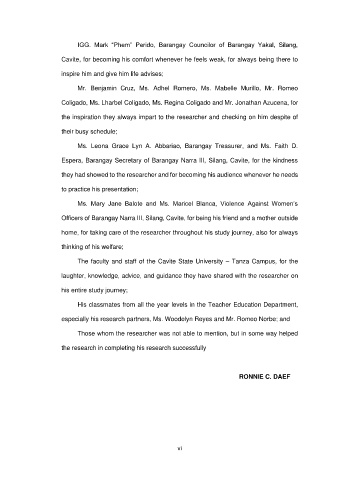 IGG. Mark “Phem” Perido, Barangay Councilor of Barangay Yakal, Silang,
Cavite, for becoming his comfort whenever he feels weak, for always being there to
inspire him and give him life advises;
Mr. Benjamin Cruz, Ms. Adhel Romero, Ms. Mabelle Murillo, Mr. Romeo
Coligado, Ms. Lharbel Coligado, Ms. Regina Coligado and Mr. Jonathan Azucena, for
the inspiration they always impart to the researcher and checking on him despite of
their busy schedule;
Ms. Leona Grace Lyn A. Abbariao, Barangay Treasurer, and Ms. Faith D.
Espera, Barangay Secretary of Barangay Narra III, Silang, Cavite, for the kindness
they had showed to the researcher and for becoming his audience whenever he needs
to practice his presentation;
Ms. Mary Jane Balole and Ms. Maricel Blanca, Violence Against Women’s
Officers of Barangay Narra III, Silang, Cavite, for being his friend and a mother outside
home, for taking care of the researcher throughout his study journey, also for always
thinking of his welfare;
The faculty and staff of the Cavite State University – Tanza Campus, for the
laughter, knowledge, advice, and guidance they have shared with the researcher on
his entire study journey;
His classmates from all the year levels in the Teacher Education Department,
especially his research partners, Ms. Woodelyn Reyes and Mr. Romeo Norbe; and
Those whom the researcher was not able to mention, but in some way helped
the research in completing his research successfully
RONNIE C. DAEF
xi